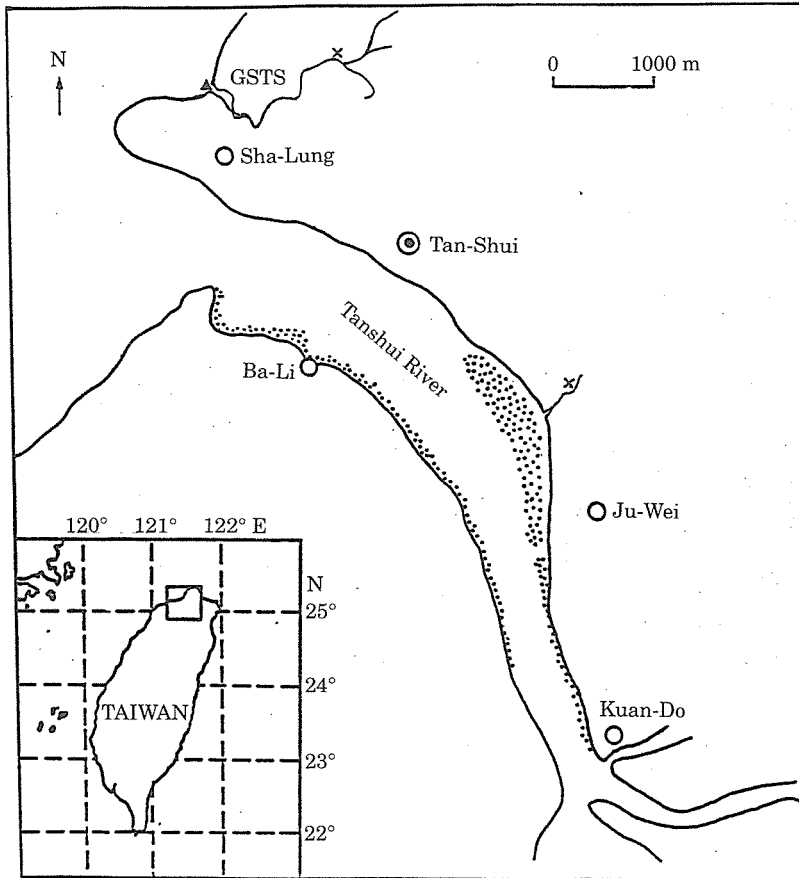 N
GSTS
0 1000 m
Sha-Lung
Tan-Shui
Tanshui River
Ba-Li
Ju-Wei
120° 121° 122° E
N
25°
24°
TAIWAN
Kuan-Do
23°
22°